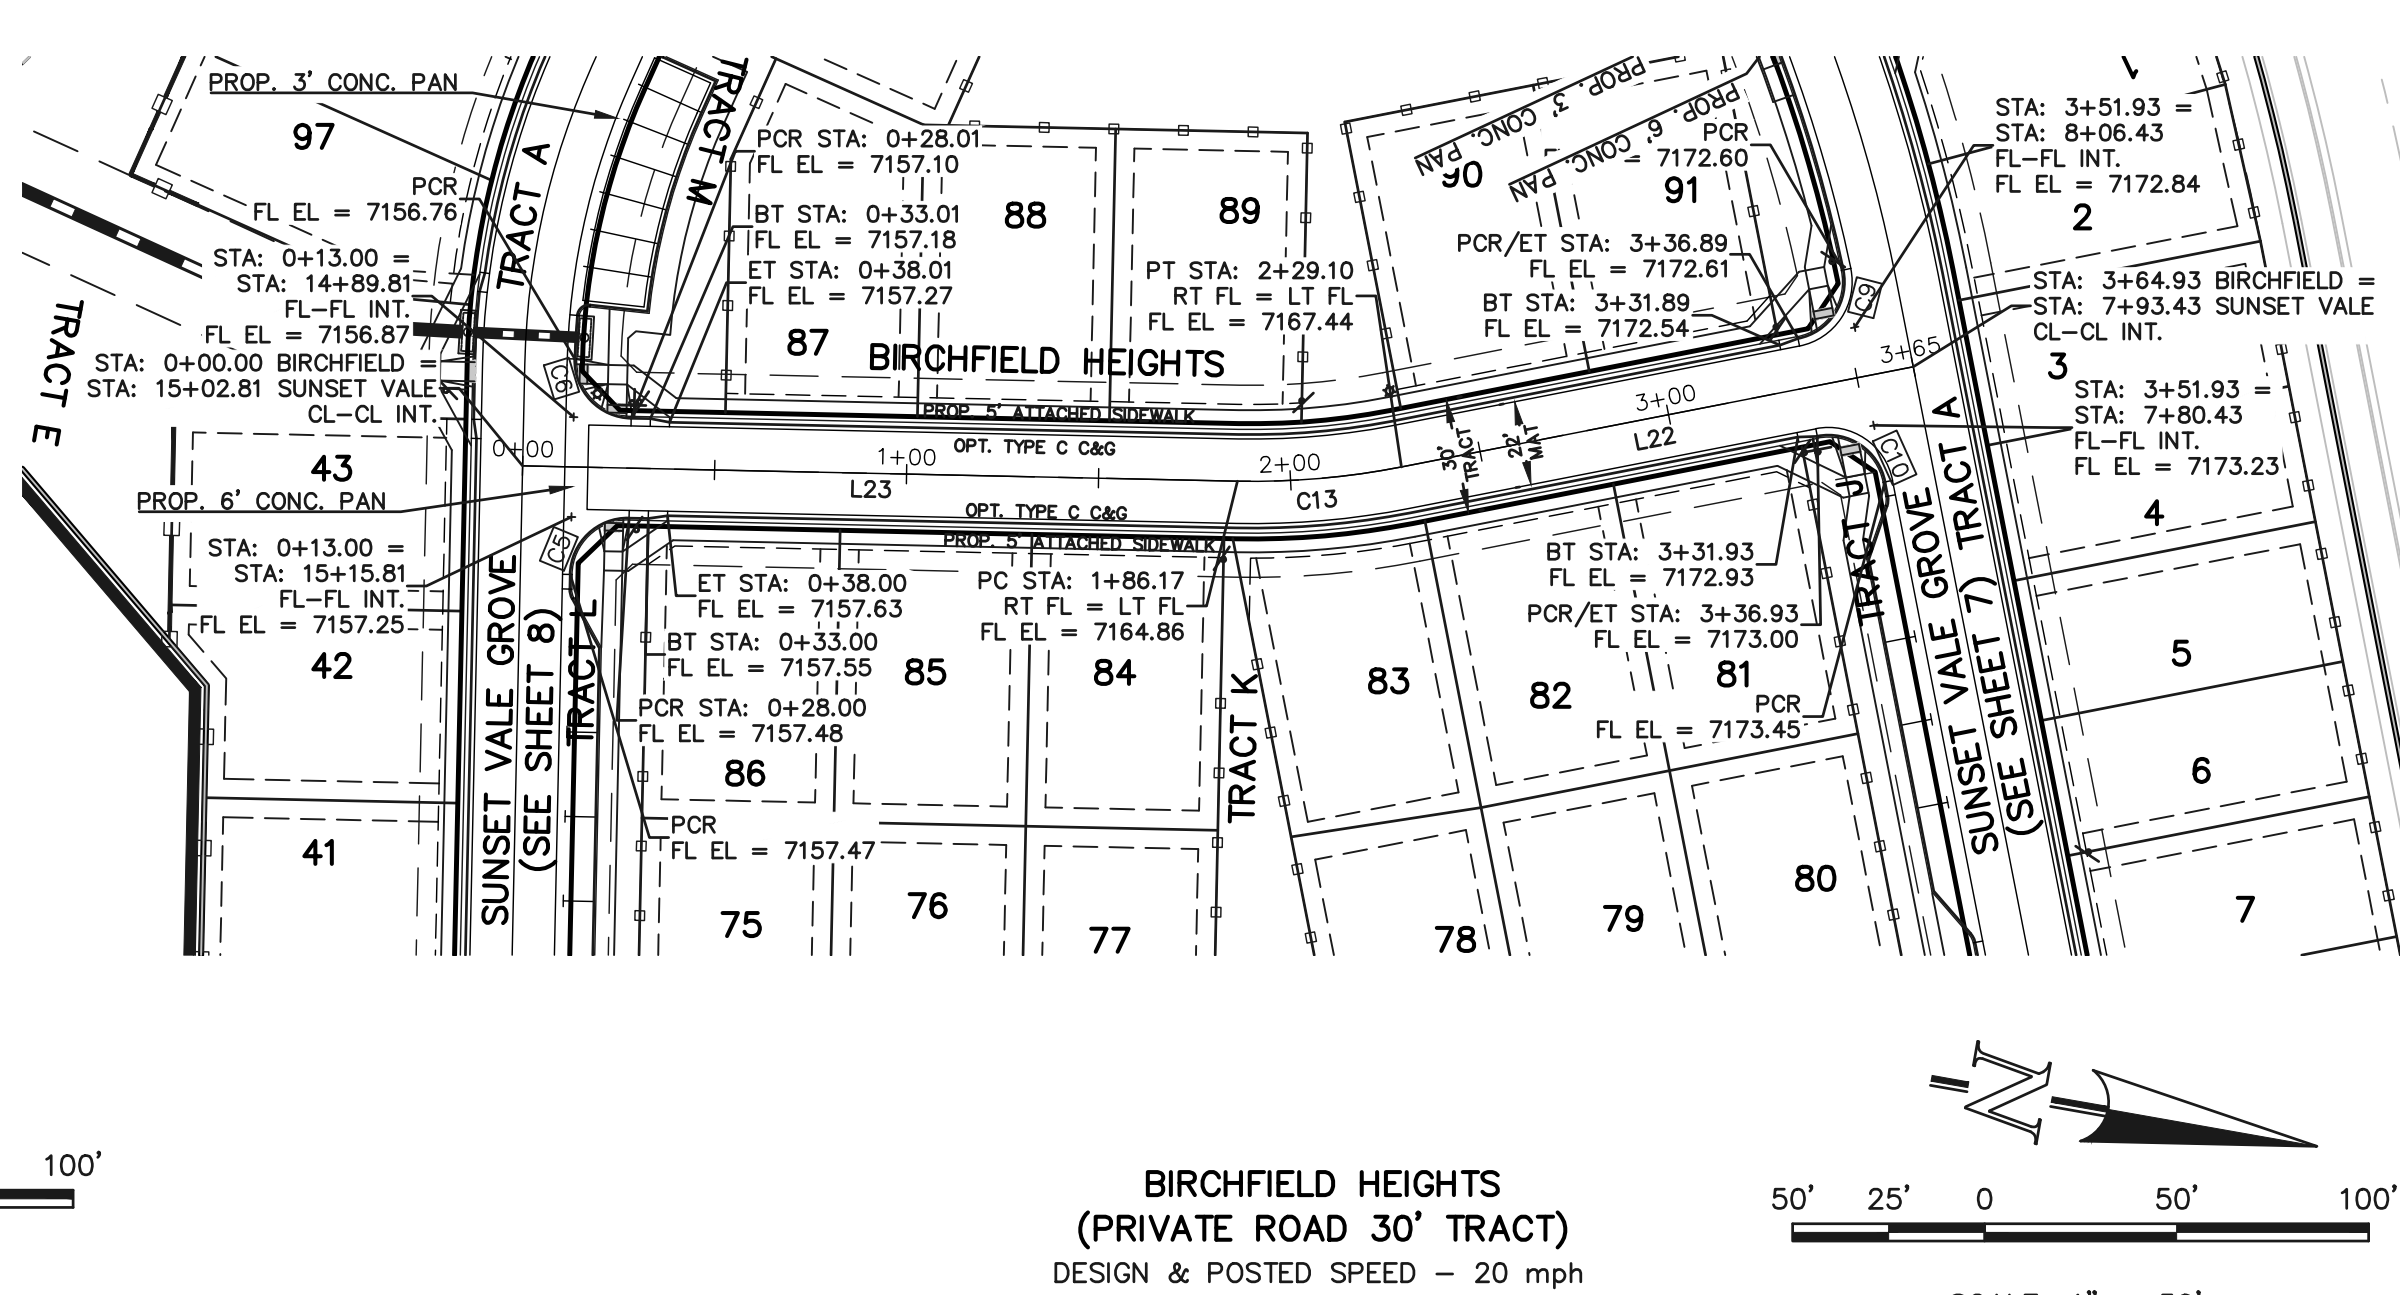 PROP. 3' CONC. PAN
97
TRACT A
TRACT M
PCR
FL EL = 7156.76
STA: 0+13.00 =
STA: 14+89.81
FL-FL INT.
FL EL = 7156.87
STA: 0+00.00 BIRCHFIELD =
STA: 15+02.81 SUNSET VALE
CL-CL INT.
TRACT E
43
PROP. 6' CONC. PAN
STA: 0+13.00 =
STA: 15+15.81
FL-FL INT.
FL EL = 7157.25
42
41
SUNSET VALE GROVE
(SEE SHEET 8)
TRACT L
C6
C5
PCR STA: 0+28.01
FL EL = 7157.10
BT STA: 0+33.01
FL EL = 7157.18
ET STA: 0+38.01
FL EL = 7157.27
88
89
87
PT STA: 2+29.10
RT FL = LT FL
FL EL = 7167.44
BIRCHFIELD HEIGHTS
PROP. 5' ATTACHED SIDEWALK
OPT. TYPE C C&G
0+00
1+00
2+00
3+00
3+65
L23
C13
L22
30' TRACT
22' MAT
OPT. TYPE C C&G
PROP. 5' ATTACHED SIDEWALK
ET STA: 0+38.00
FL EL = 7157.63
BT STA: 0+33.00
FL EL = 7157.55
PCR STA: 0+28.00
FL EL = 7157.48
PCR
FL EL = 7157.47
PC STA: 1+86.17
RT FL = LT FL
FL EL = 7164.86
86
85
84
TRACT K
75
76
77
PROP. 3' CONC. PAN
PROP. 6' CONC. PAN
90
91
PCR
= 7172.60
PCR/ET STA: 3+36.89
FL EL = 7172.61
BT STA: 3+31.89
FL EL = 7172.54
C9
C10
BT STA: 3+31.93
FL EL = 7172.93
PCR/ET STA: 3+36.93
FL EL = 7173.00
PCR
FL EL = 7173.45
83
82
81
78
79
80
TRACT J
SUNSET VALE GROVE
(SEE SHEET 7)
TRACT A
1
STA: 3+51.93 =
STA: 8+06.43
FL-FL INT.
FL EL = 7172.84
2
STA: 3+64.93 BIRCHFIELD =
STA: 7+93.43 SUNSET VALE
CL-CL INT.
3
STA: 3+51.93 =
STA: 7+80.43
FL-FL INT.
FL EL = 7173.23
4
5
6
7
N
100'
BIRCHFIELD HEIGHTS
(PRIVATE ROAD 30' TRACT)
DESIGN & POSTED SPEED - 20 mph
50' 25' 0 50' 100'